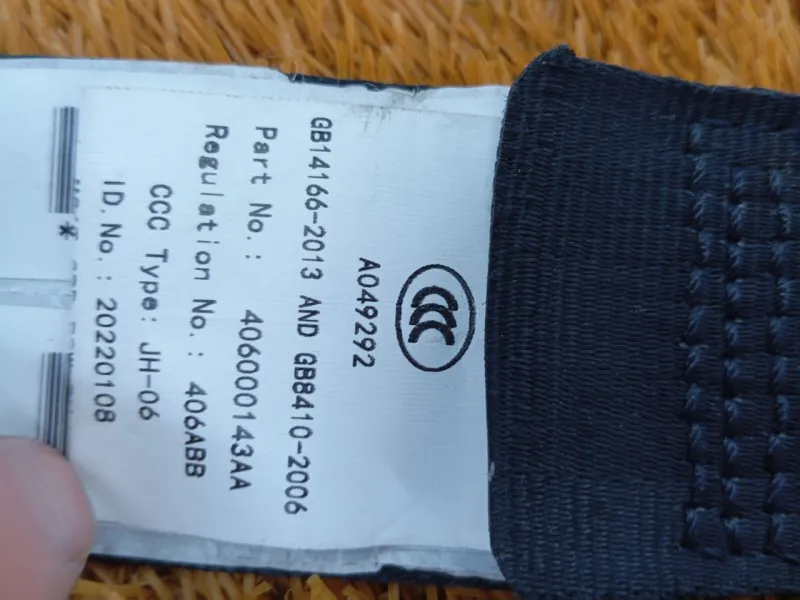 CCC
A049292
GB14166-2013 AND GB8410-2006
Part No.: 406000143AA
Regulation No.: 406ABB
CCC Type: JH-06
ID.No.: 20220108
*